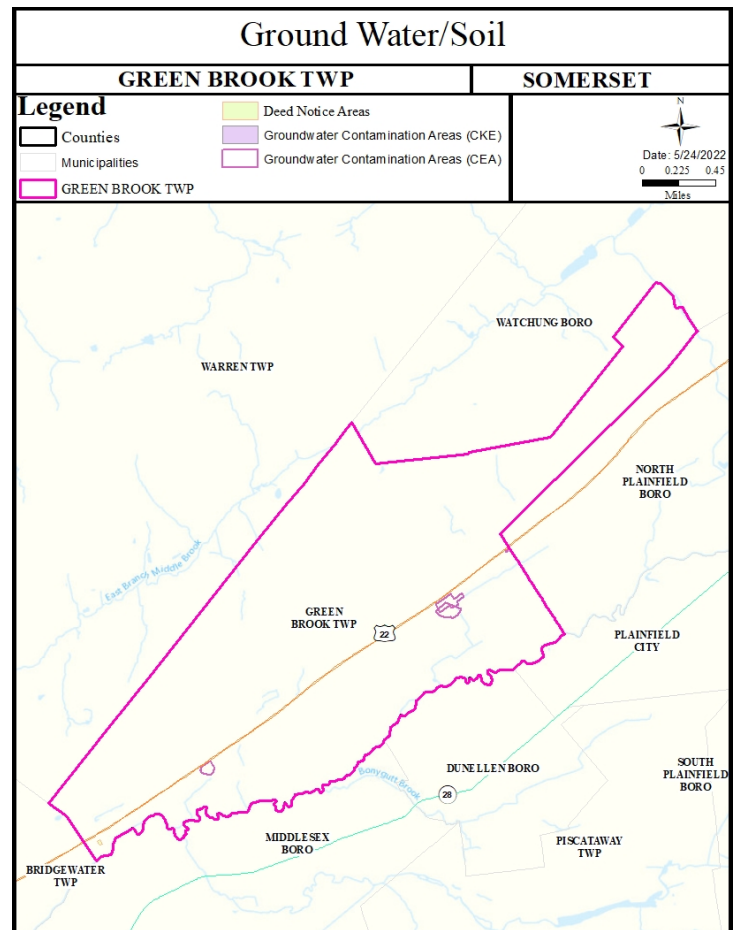 Ground Water/Soil
GREEN BROOK TWP
SOMERSET
Legend
Counties
Municipalities
GREEN BROOK TWP
Deed Notice Areas
Groundwater Contamination Areas (CKE)
Groundwater Contamination Areas (CEA)
N
Date: 5/24/2022
0 0.225 0.45
Miles
WATCHUNG BORO
WARREN TWP
NORTH
PLAINFIELD
BORO
East Branch Middle Brook
GREEN
BROOK TWP
22
PLAINFIELD
CITY
DUNELLEN BORO
SOUTH
PLAINFIELD
BORO
Bonygutt Brook
28
MIDDLESEX
BORO
PISCATAWAY
TWP
BRIDGEWATER
TWP